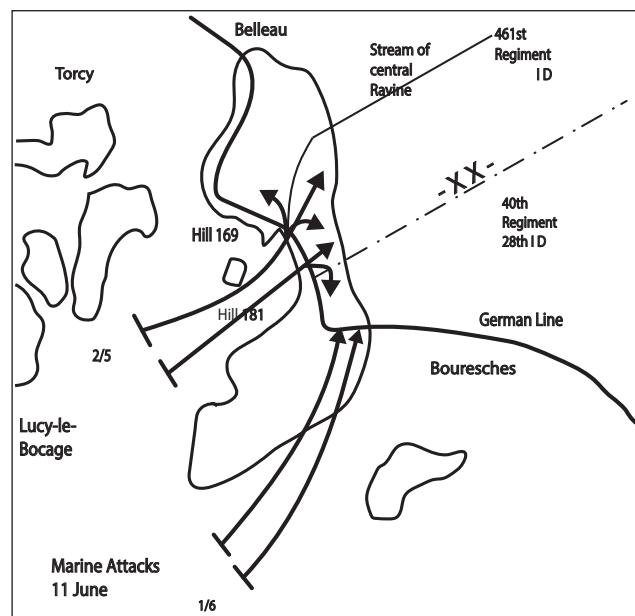 Belleau
Torcy
Stream of
central
Ravine
461st
Regiment
I D
-XX-
40th
Regiment
28th I D
Hill 169
Hill 181
2/5
German Line
Bouresches
Lucy-le-
Bocage
Marine Attacks
11 June
1/6